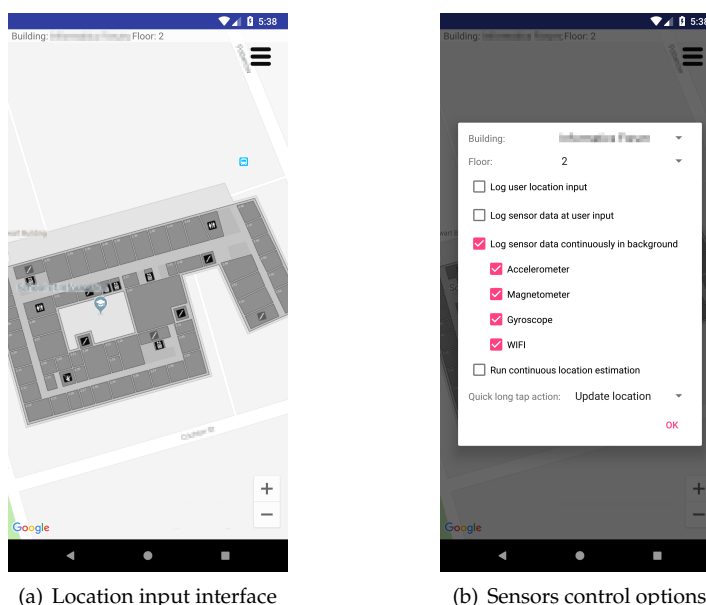 5:38
Building: Floor: 2
Google
(a) Location input interface
5:38
Building: Floor: 2
Building:
Floor: 2
Log user location input
Log sensor data at user input
Log sensor data continuously in background
Accelerometer
Magnetometer
Gyroscope
WIFI
Run continuous location estimation
Quick long tap action: Update location
OK
Google
(b) Sensors control options